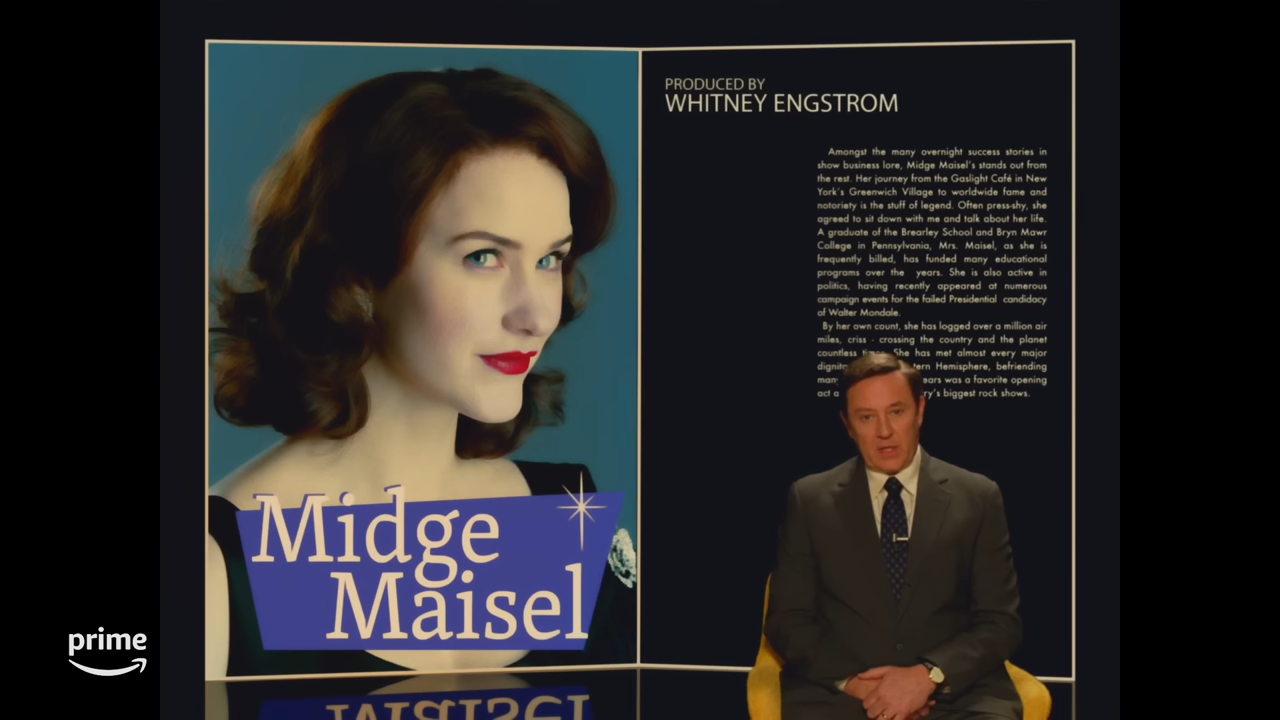 PRODUCED BY
WHITNEY ENGSTROM
Amongst the many overnight success stories in
show business lore, Midge Maisel's stands out from
the rest. Her journey from the Gaslight Café in New
York's Greenwich Village to worldwide fame and
notoriety is the stuff of legend. Often press-shy, she
agreed to sit down with me and talk about her life.
A graduate of the Brearley School and Bryn Mawr
College in Pennsylvania, Mrs. Maisel, as she is
frequently billed, has funded many educational
programs over the years. She is also active in
politics, having recently appeared at numerous
campaign events for the failed Presidential candidacy
of Walter Mondale.
By her own count, she has logged over a million air
miles, criss - crossing the country and the planet
countless She has met almost every major
Hemisphere, befriending
was a favorite opening
act biggest rock shows.
Midge
Maisel
prime